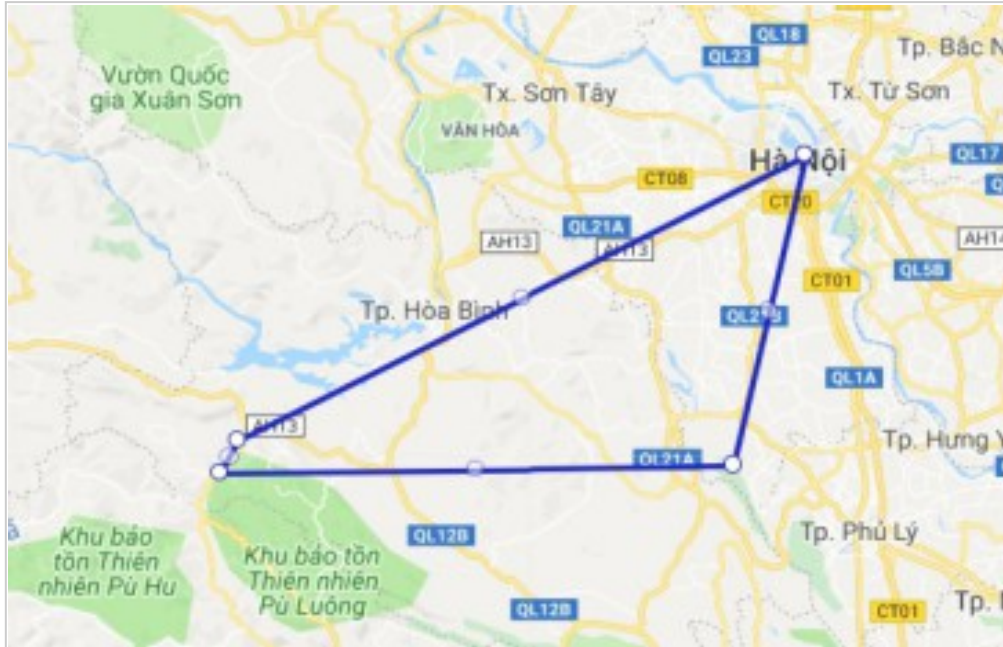 QL18
QL23
Tp. Bắc N
Vườn Quốc
gia Xuân Sơn
Tx. Sơn Tây
Tx. Từ Sơn
VÂN HÒA
Hà Nội
QL17
CT08
CT20
QL21A
AH13
AH13
AH14
QL5B
CT01
Tp. Hòa Bình
QL21B
QL1A
AH13
Tp. Hưng Y
QL21A
Khu bảo
tồn Thiên
nhiên Pù Hu
QL12B
Khu bảo tồn
Thiên nhiên
Pù Luông
Tp. Phủ Lý
QL12B
CT01
Tp.